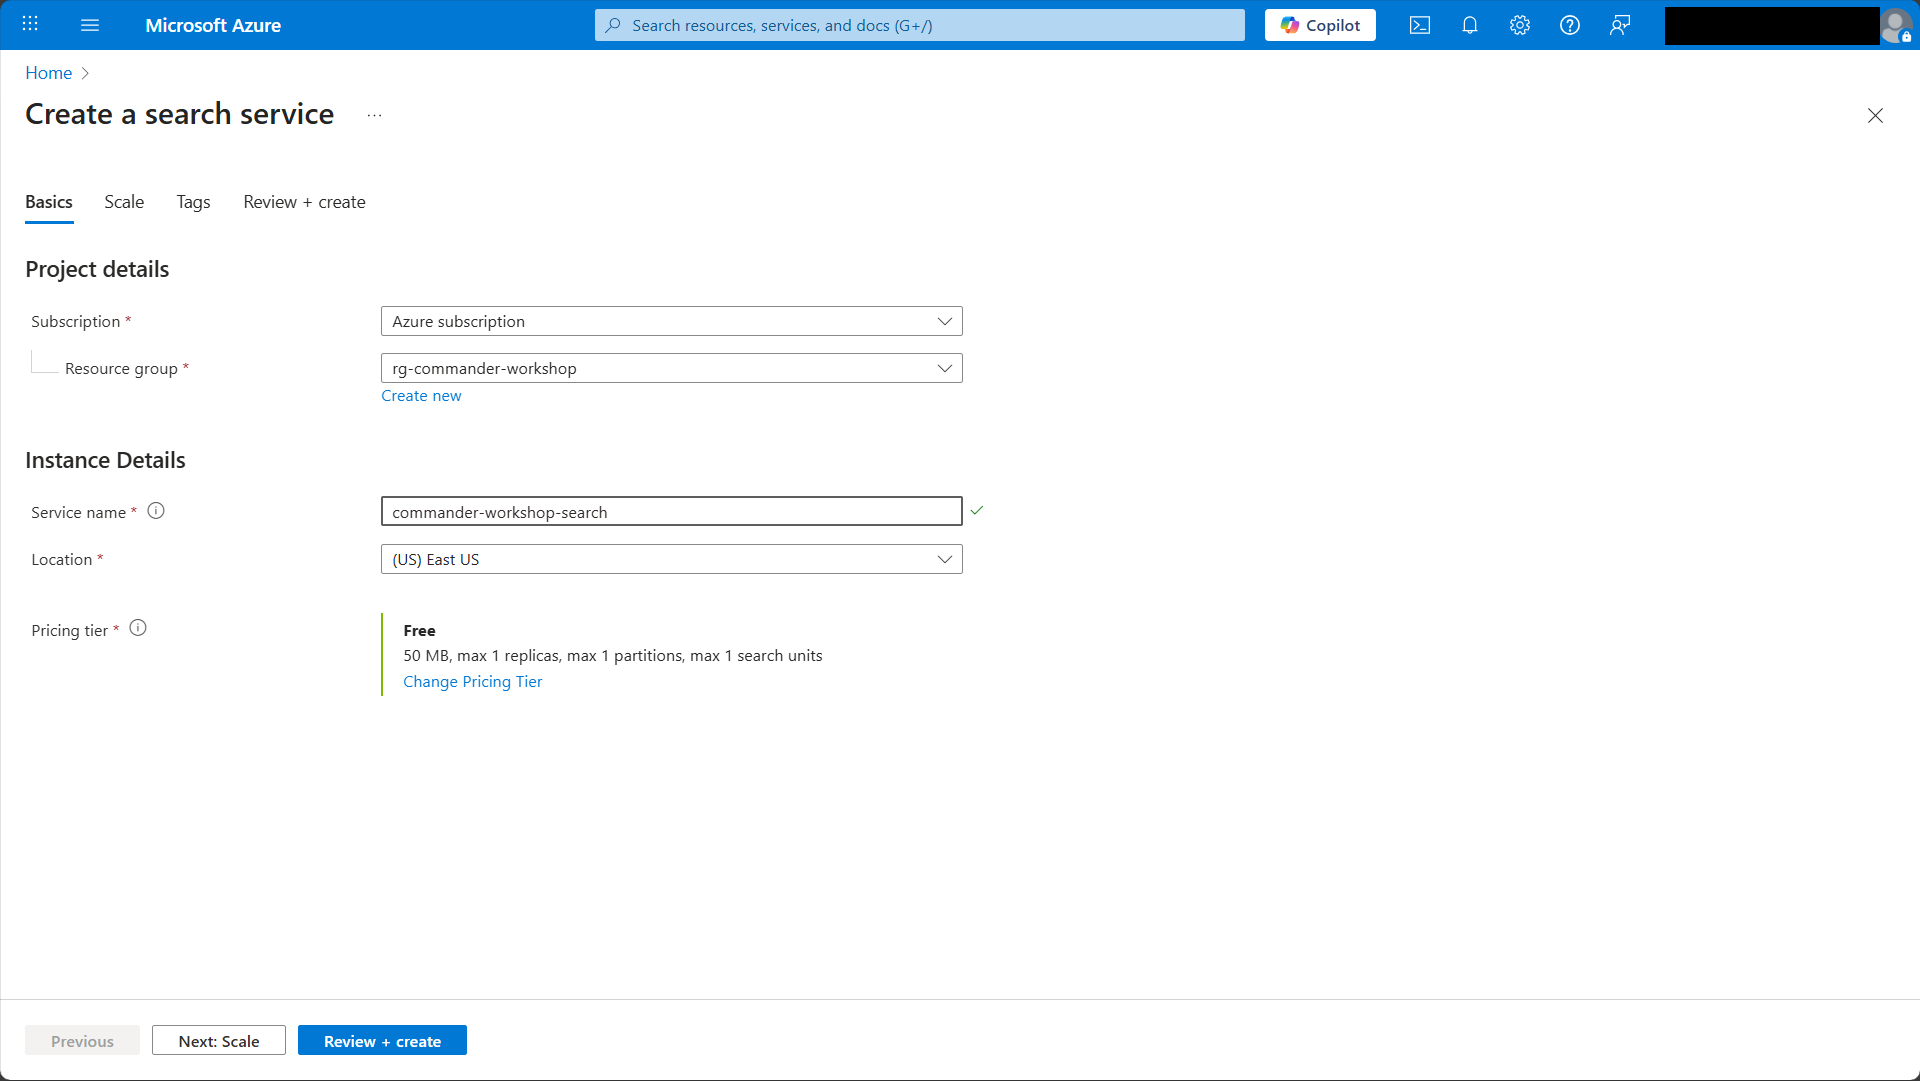 Microsoft Azure
Search resources, services, and docs (G+/)
Copilot
Home
Create a search service ...
Basics Scale Tags Review + create
Project details
Subscription *
Azure subscription
Resource group *
rg-commander-workshop
Create new
Instance Details
Service name *
commander-workshop-search
Location *
(US) East US
Pricing tier *
Free
50 MB, max 1 replicas, max 1 partitions, max 1 search units
Change Pricing Tier
Previous Next: Scale Review + create